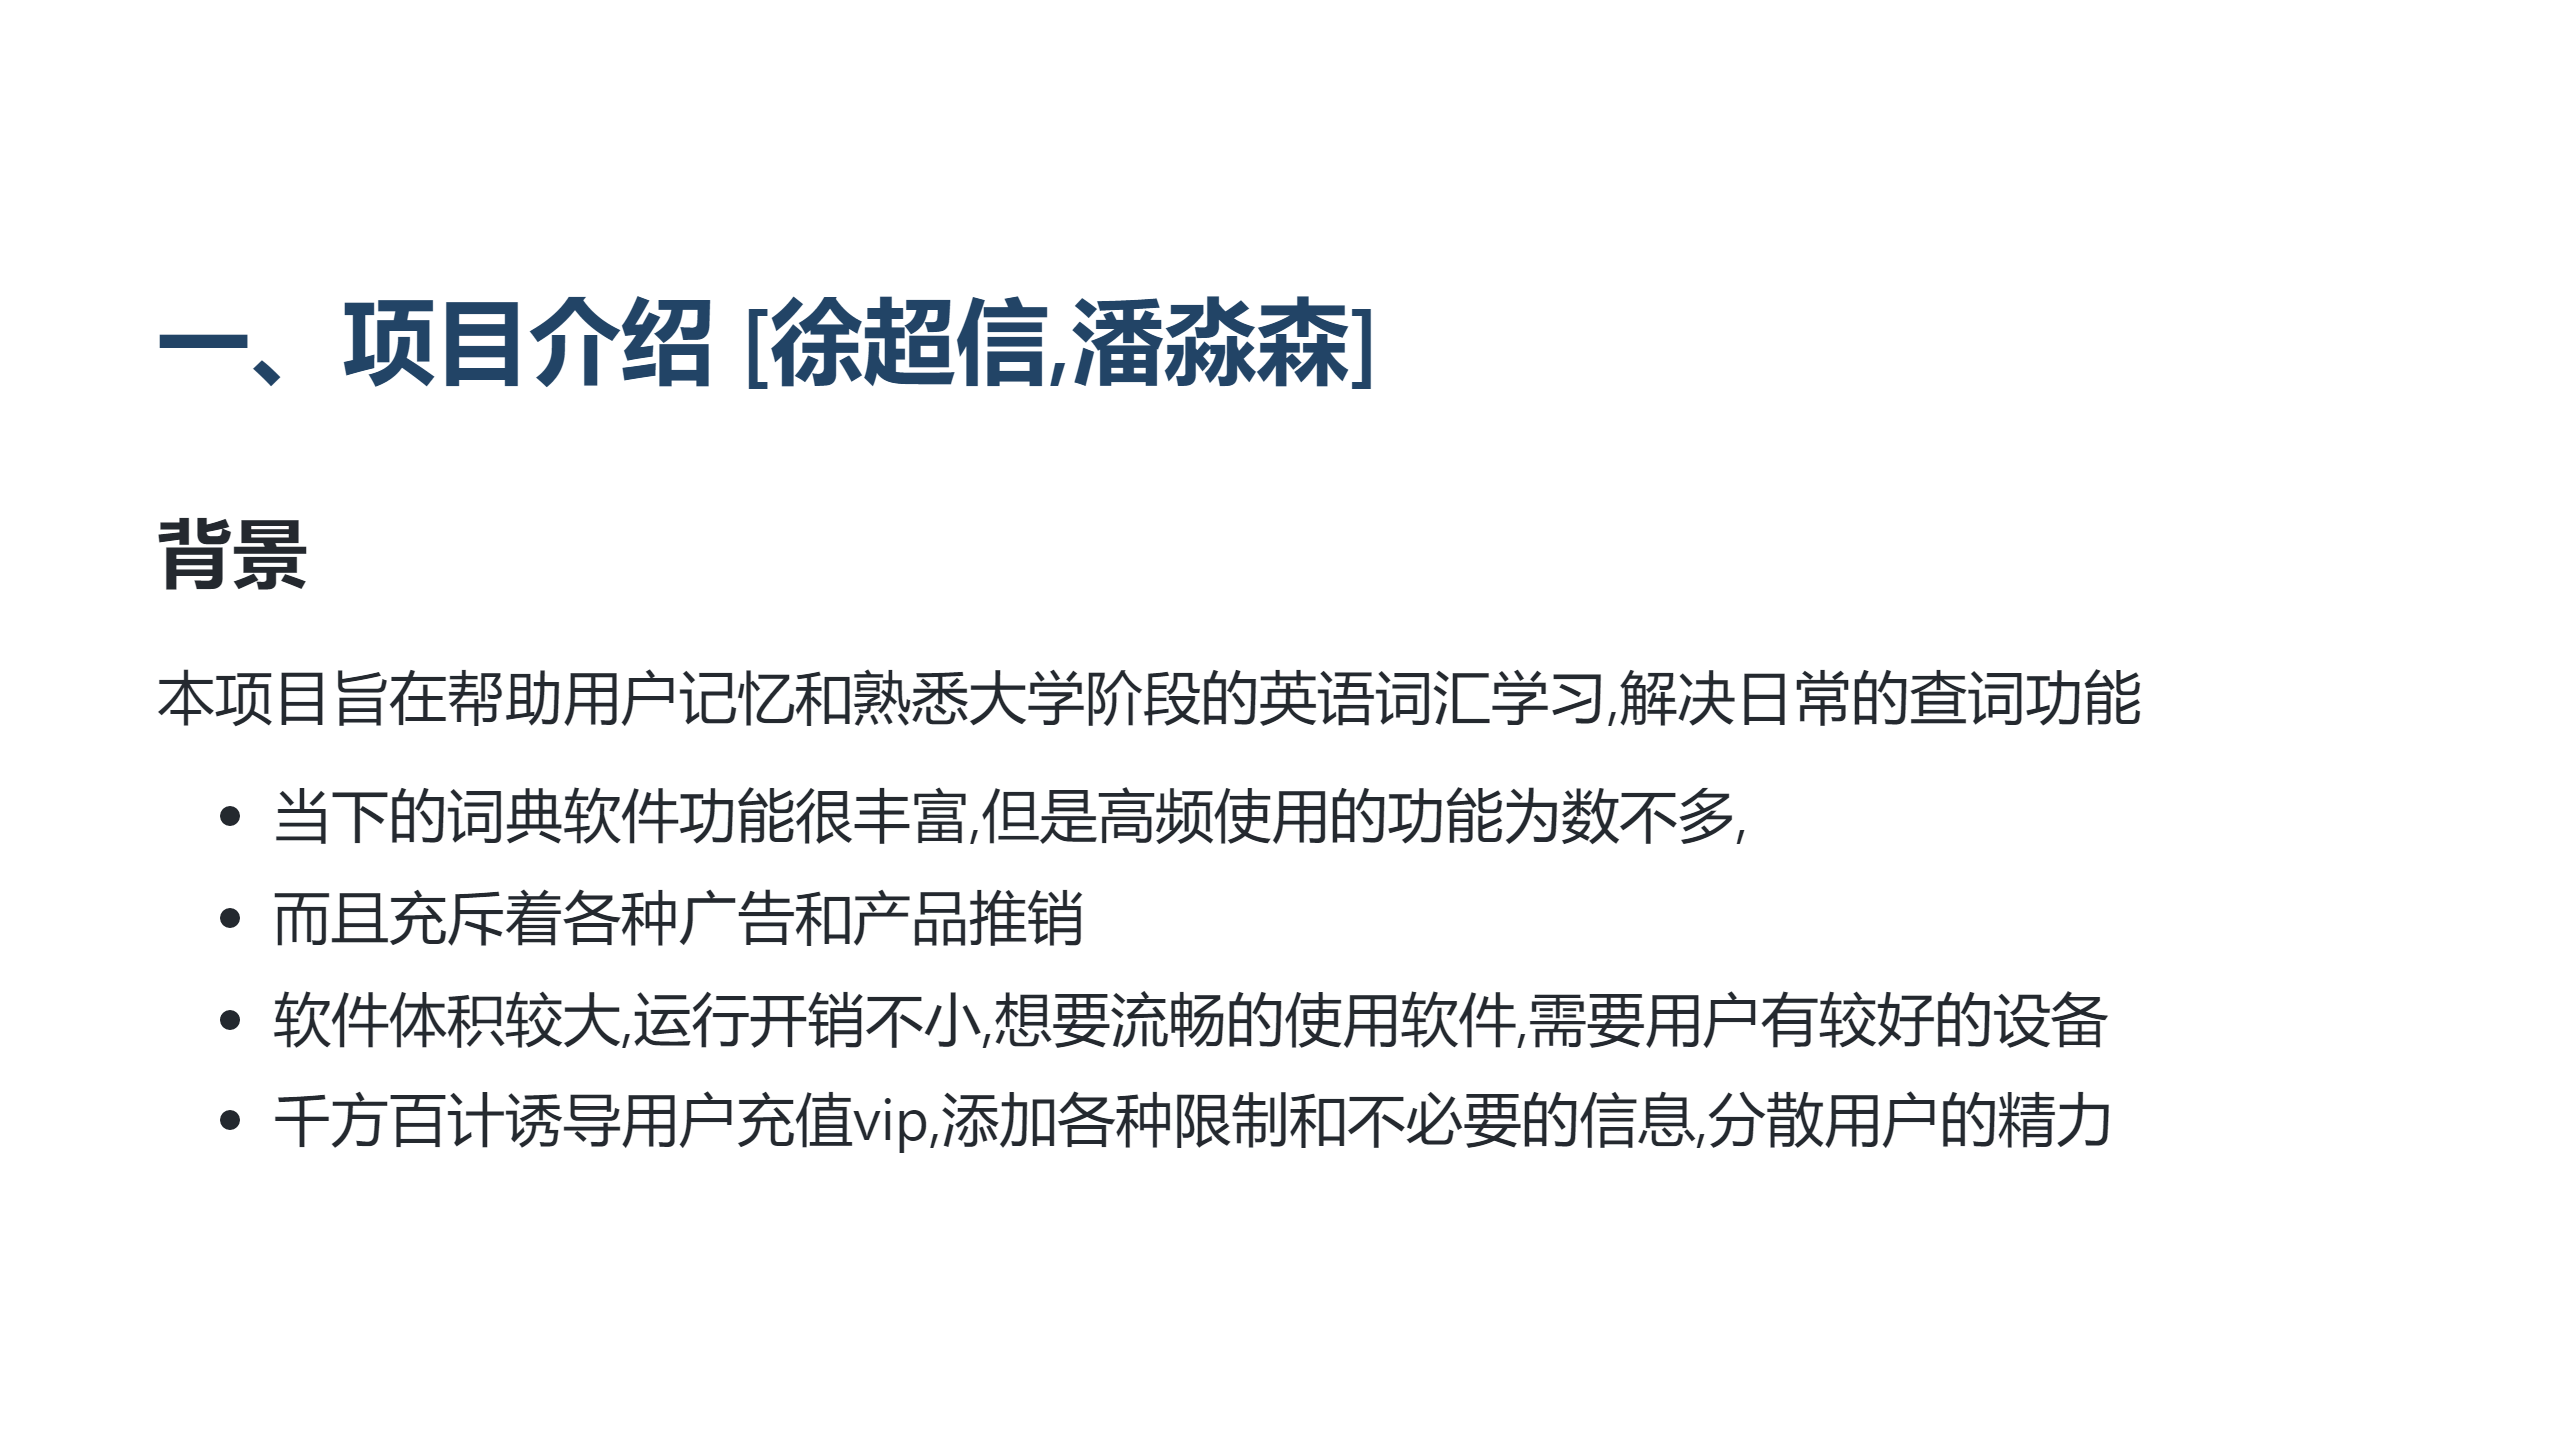 一、项目介绍 [徐超信,潘淼森]
背景
本项目旨在帮助用户记忆和熟悉大学阶段的英语词汇学习,解决日常的查词功能
当下的词典软件功能很丰富,但是高频使用的功能为数不多,
而且充斥着各种广告和产品推销
软件体积较大,运行开销不小,想要流畅的使用软件,需要用户有较好的设备
千方百计诱导用户充值vip,添加各种限制和不必要的信息,分散用户的精力